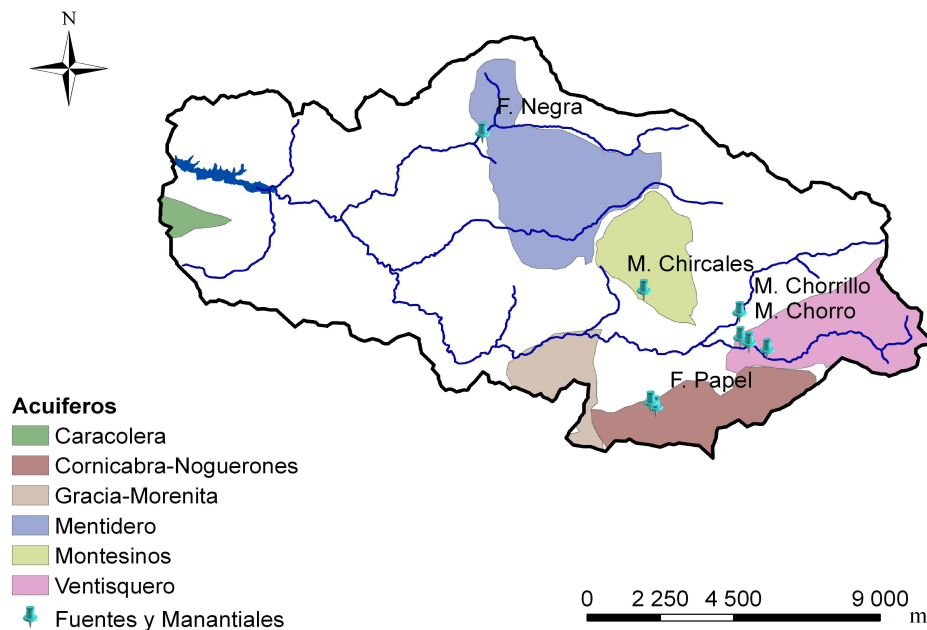 N
F. Negra
M. Chircales
M. Chorrillo
M. Chorro
F. Papel
Acuiferos
Caracolera
Cornicabra-Noguerones
Gracia-Morenita
Mentidero
Montesinos
Ventisquero
Fuentes y Manantiales
0 2 250 4 500 9 000
m